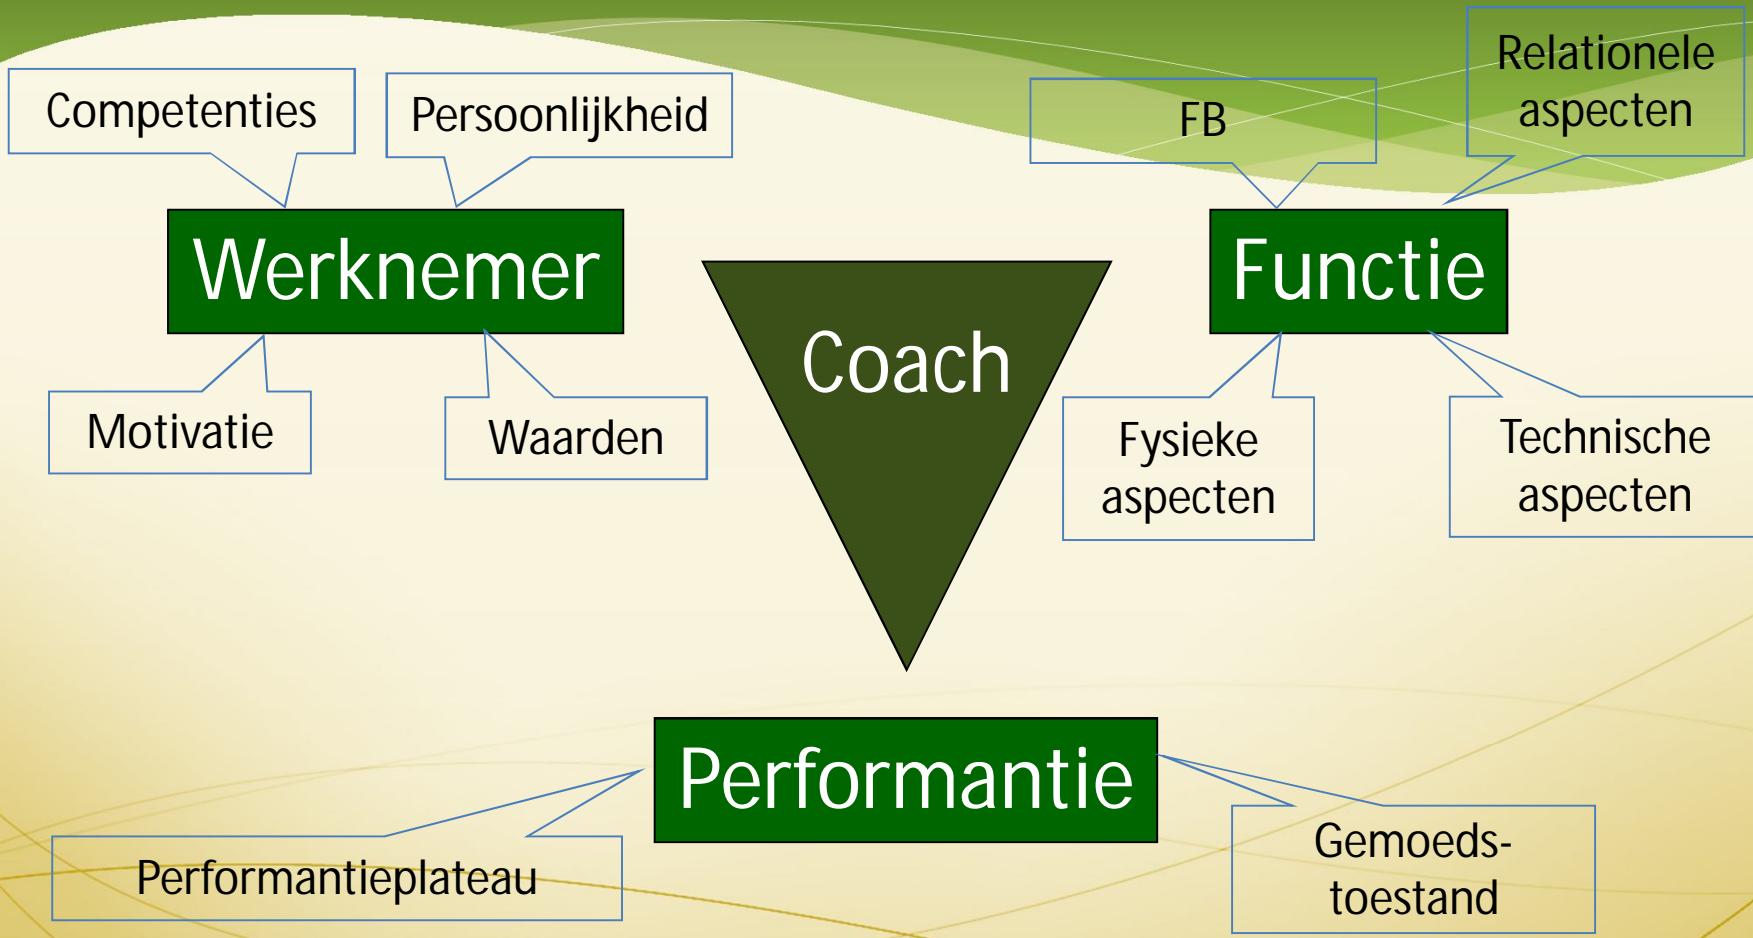 Competenties
Persoonlijkheid
FB
Relationele
aspecten
Werknemer
Functie
Coach
Motivatie
Waarden
Fysieke
aspecten
Technische
aspecten
Performantie
Performantieplateau
Gemoeds-
toestand